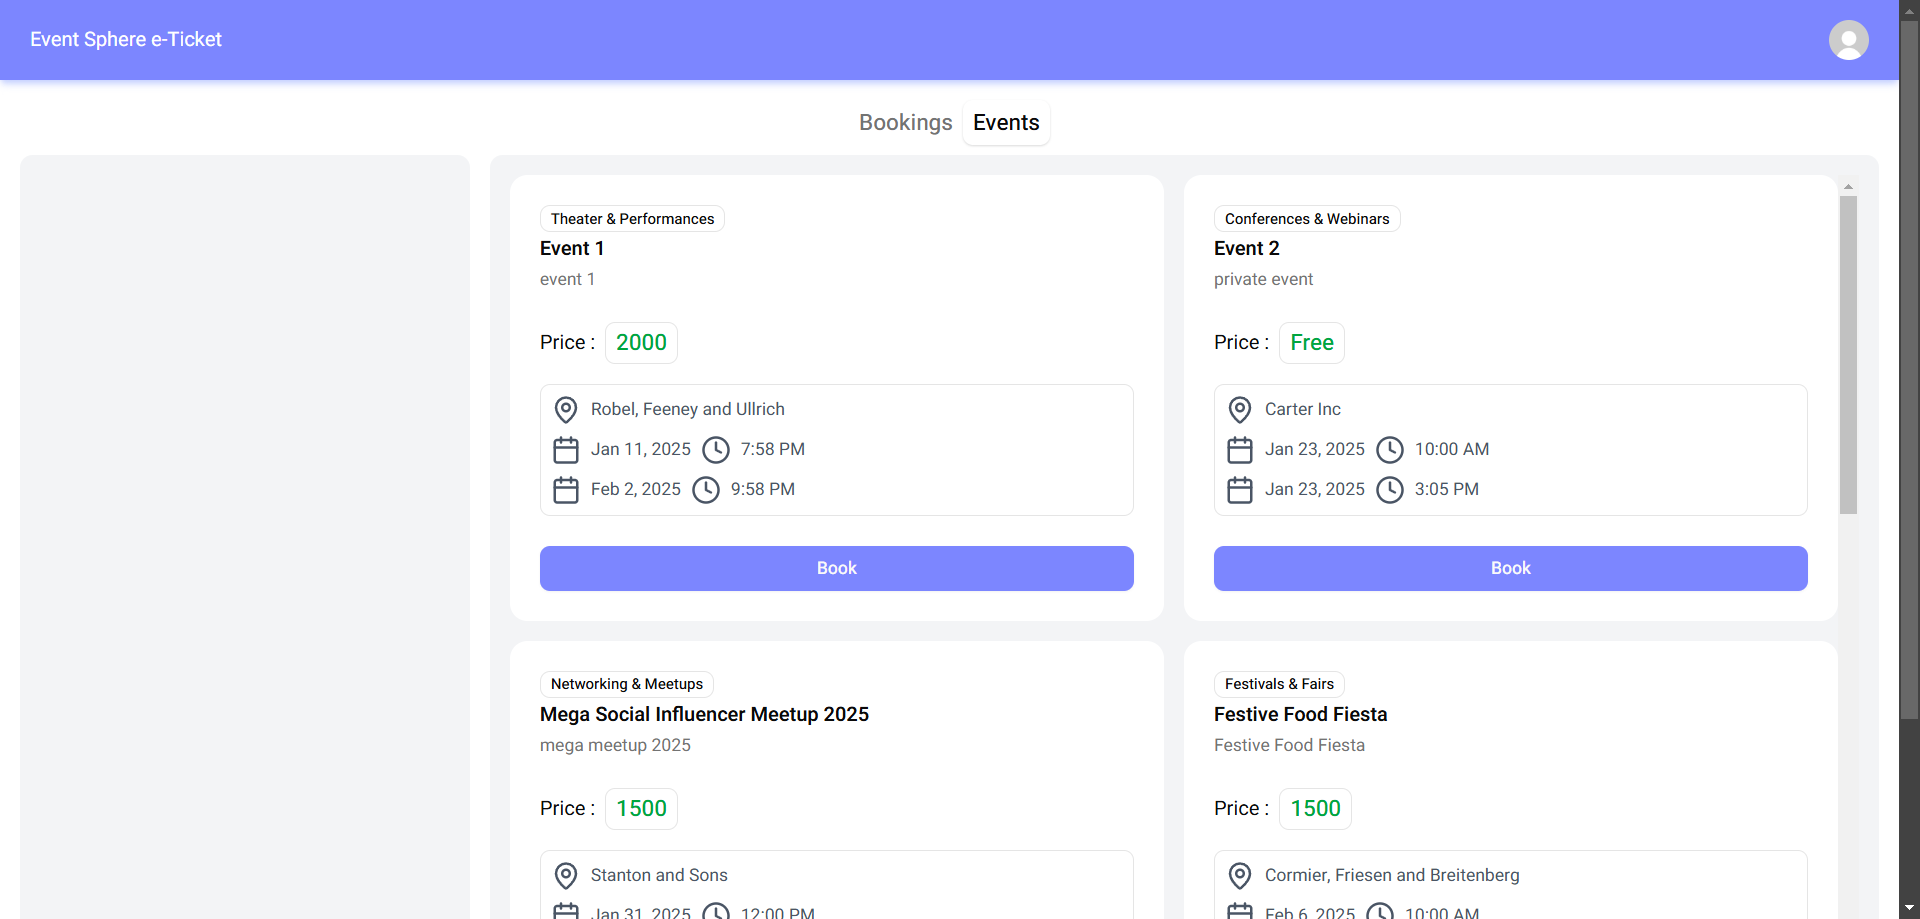 Event Sphere e-Ticket
Bookings Events
Theater & Performances
Event 1
event 1
Price : 2000
Robel, Feeney and Ullrich
Jan 11, 2025 7:58 PM
Feb 2, 2025 9:58 PM
Book
Conferences & Webinars
Event 2
private event
Price : Free
Carter Inc
Jan 23, 2025 10:00 AM
Jan 23, 2025 3:05 PM
Book
Networking & Meetups
Mega Social Influencer Meetup 2025
mega meetup 2025
Price : 1500
Stanton and Sons
Jan 31, 2025 12:00 PM
Festivals & Fairs
Festive Food Fiesta
Festive Food Fiesta
Price : 1500
Cormier, Friesen and Breitenberg
Feb 6, 2025 10:00 AM